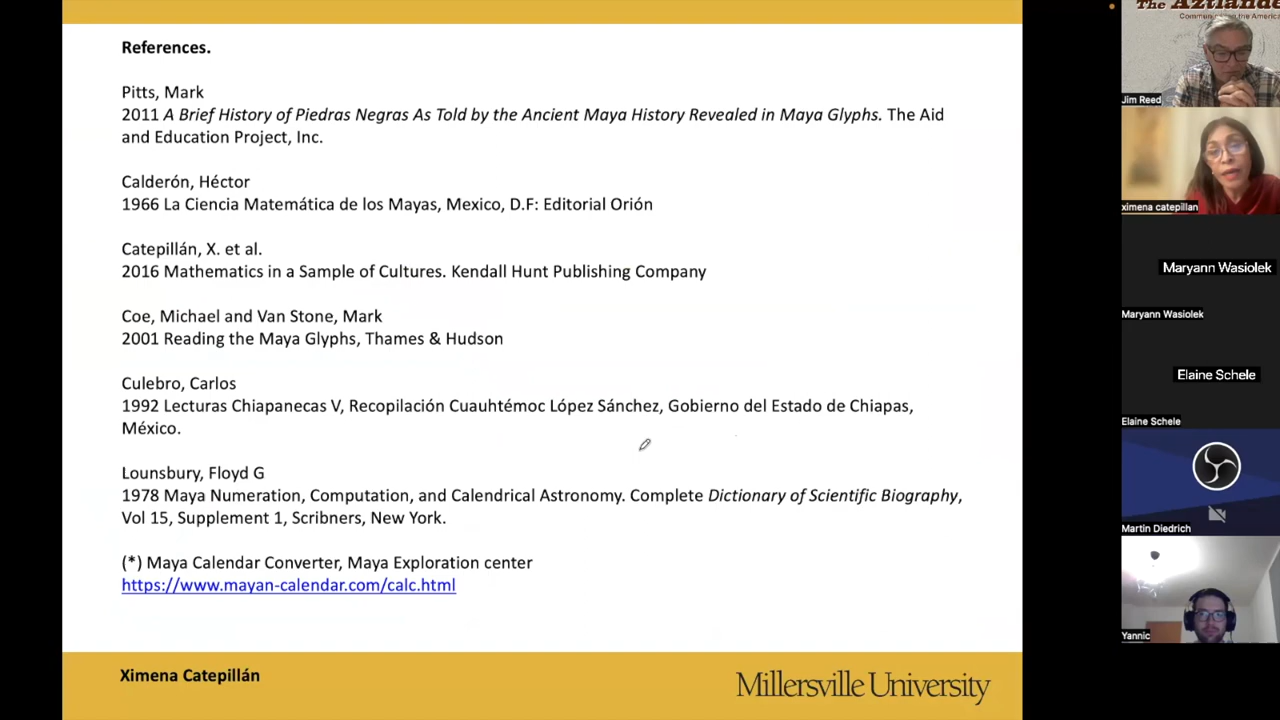 References.
Pitts, Mark
2011 A Brief History of Piedras Negras As Told by the Ancient Maya History Revealed in Maya Glyphs. The Aid
and Education Project, Inc.
Calderón, Héctor
1966 La Ciencia Matemática de los Mayas, Mexico, D.F: Editorial Orión
Catepillán, X. et al.
2016 Mathematics in a Sample of Cultures. Kendall Hunt Publishing Company
Coe, Michael and Van Stone, Mark
2001 Reading the Maya Glyphs, Thames & Hudson
Culebro, Carlos
1992 Lecturas Chiapanecas V, Recopilación Cuauhtémoc López Sánchez, Gobierno del Estado de Chiapas,
México.
Lounsbury, Floyd G
1978 Maya Numeration, Computation, and Calendrical Astronomy. Complete Dictionary of Scientific Biography,
Vol 15, Supplement 1, Scribners, New York.
(*) Maya Calendar Converter, Maya Exploration center
https://www.mayan-calendar.com/calc.html
Ximena Catepillán
Millersville University
The
Jim Reed
ximena catepillan
Maryann Wasiolek
Maryann Wasiolek
Elaine Schele
Elaine Schele
Martin Diedrich
Yannic